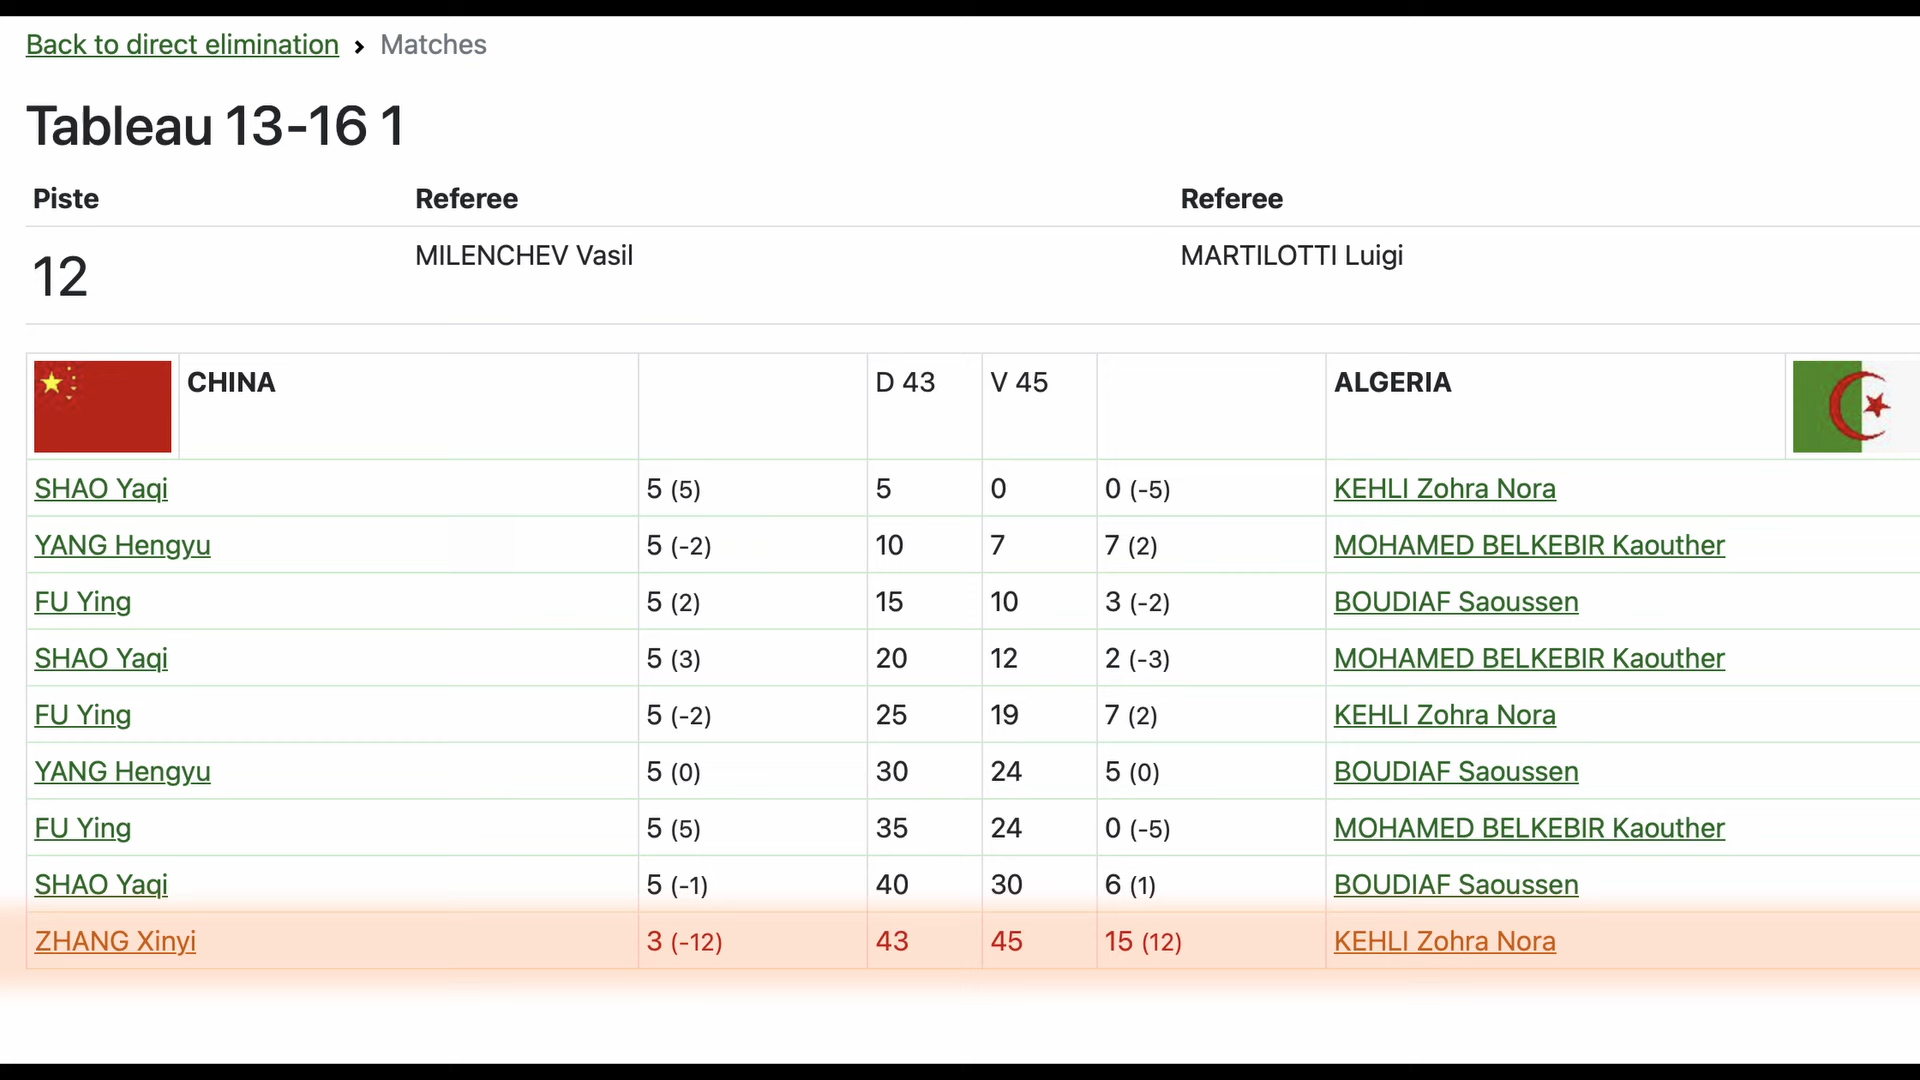 Back to direct elimination › Matches
Tableau 13-16 1
Piste Referee Referee
12 MILENCHEV Vasil MARTILOTTI Luigi
CHINA D 43 V 45 ALGERIA
SHAO Yaqi 5 (5) 5 0 0 (-5) KEHLI Zohra Nora
YANG Hengyu 5 (-2) 10 7 7 (2) MOHAMED BELKEBIR Kaouther
FU Ying 5 (2) 15 10 3 (-2) BOUDIAF Saoussen
SHAO Yaqi 5 (3) 20 12 2 (-3) MOHAMED BELKEBIR Kaouther
FU Ying 5 (-2) 25 19 7 (2) KEHLI Zohra Nora
YANG Hengyu 5 (0) 30 24 5 (0) BOUDIAF Saoussen
FU Ying 5 (5) 35 24 0 (-5) MOHAMED BELKEBIR Kaouther
SHAO Yaqi 5 (-1) 40 30 6 (1) BOUDIAF Saoussen
ZHANG Xinyi 3 (-12) 43 45 15 (12) KEHLI Zohra Nora